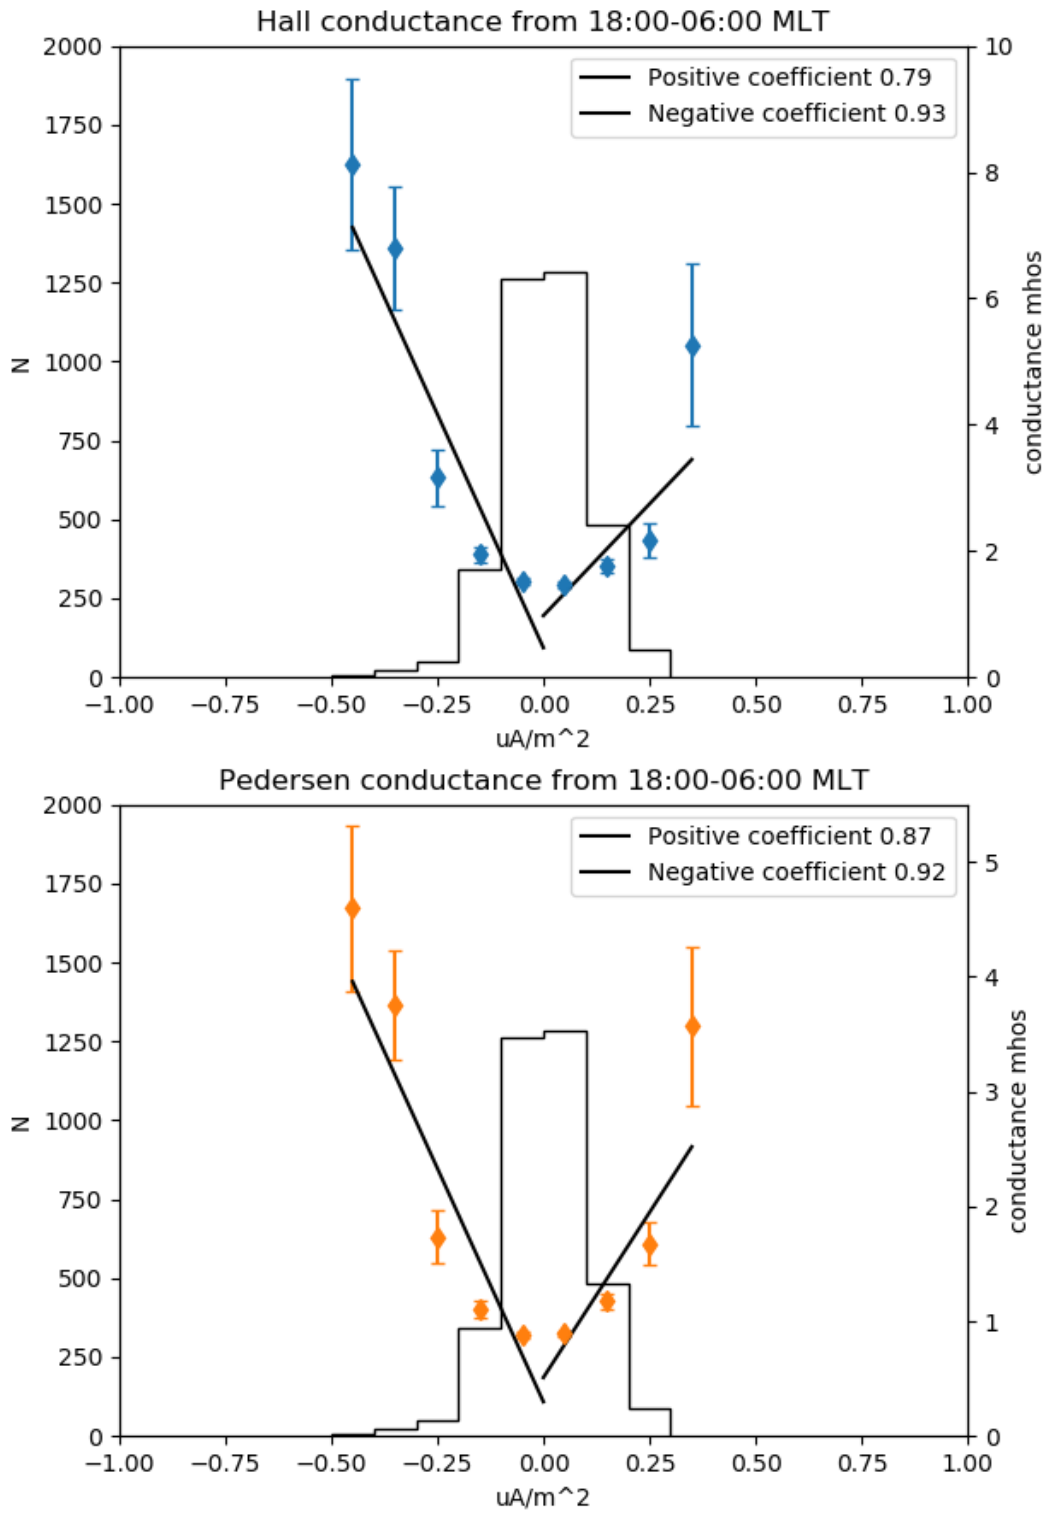 Hall conductance from 18:00-06:00 MLT
Positive coefficient 0.79
Negative coefficient 0.93
2000
1750
1500
1250
1000
750
500
250
0
N
10
8
6
4
2
0
conductance mhos
−1.00 −0.75 −0.50 −0.25 0.00 0.25 0.50 0.75 1.00
uA/m^2
Pedersen conductance from 18:00-06:00 MLT
Positive coefficient 0.87
Negative coefficient 0.92
2000
1750
1500
1250
1000
750
500
250
0
N
5
4
3
2
1
0
conductance mhos
−1.00 −0.75 −0.50 −0.25 0.00 0.25 0.50 0.75 1.00
uA/m^2